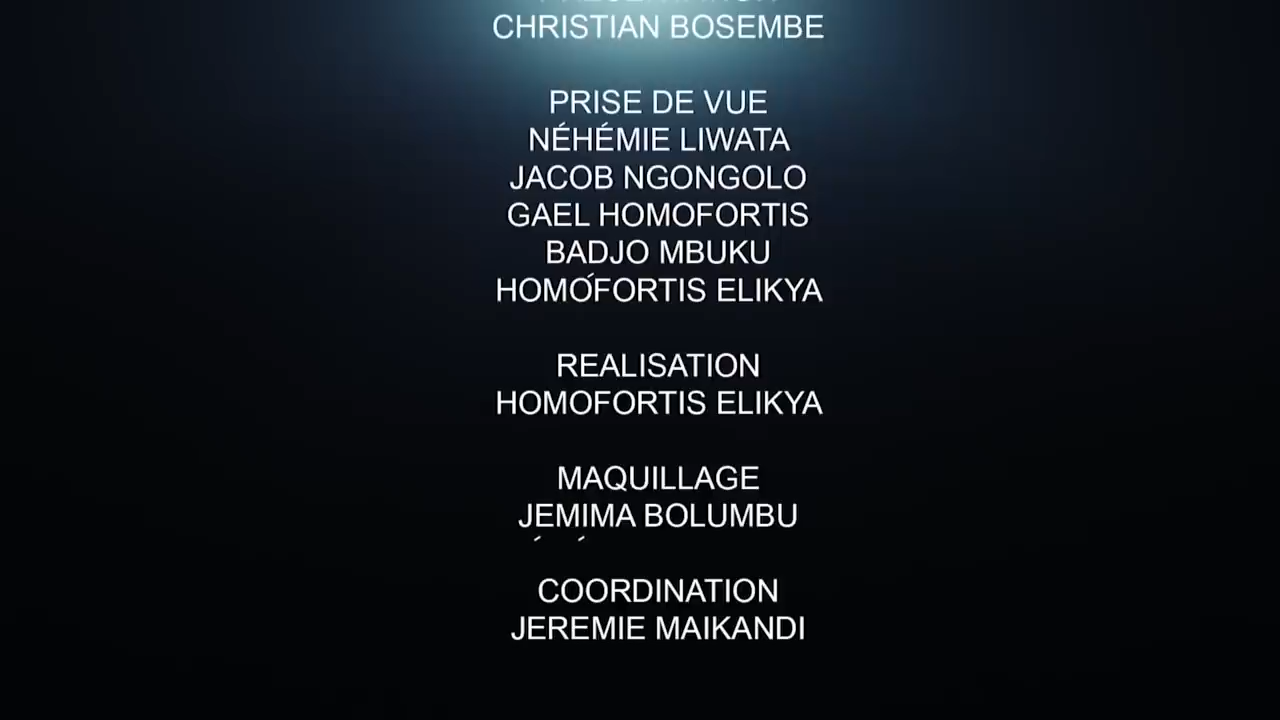 CHRISTIAN BOSEMBE
PRISE DE VUE
NÉHÉMIE LIWATA
JACOB NGONGOLO
GAEL HOMOFORTIS
BADJO MBUKU
HOMOFORTIS ELIKYA
REALISATION
HOMOFORTIS ELIKYA
MAQUILLAGE
JEMIMA BOLUMBU
COORDINATION
JEREMIE MAIKANDI